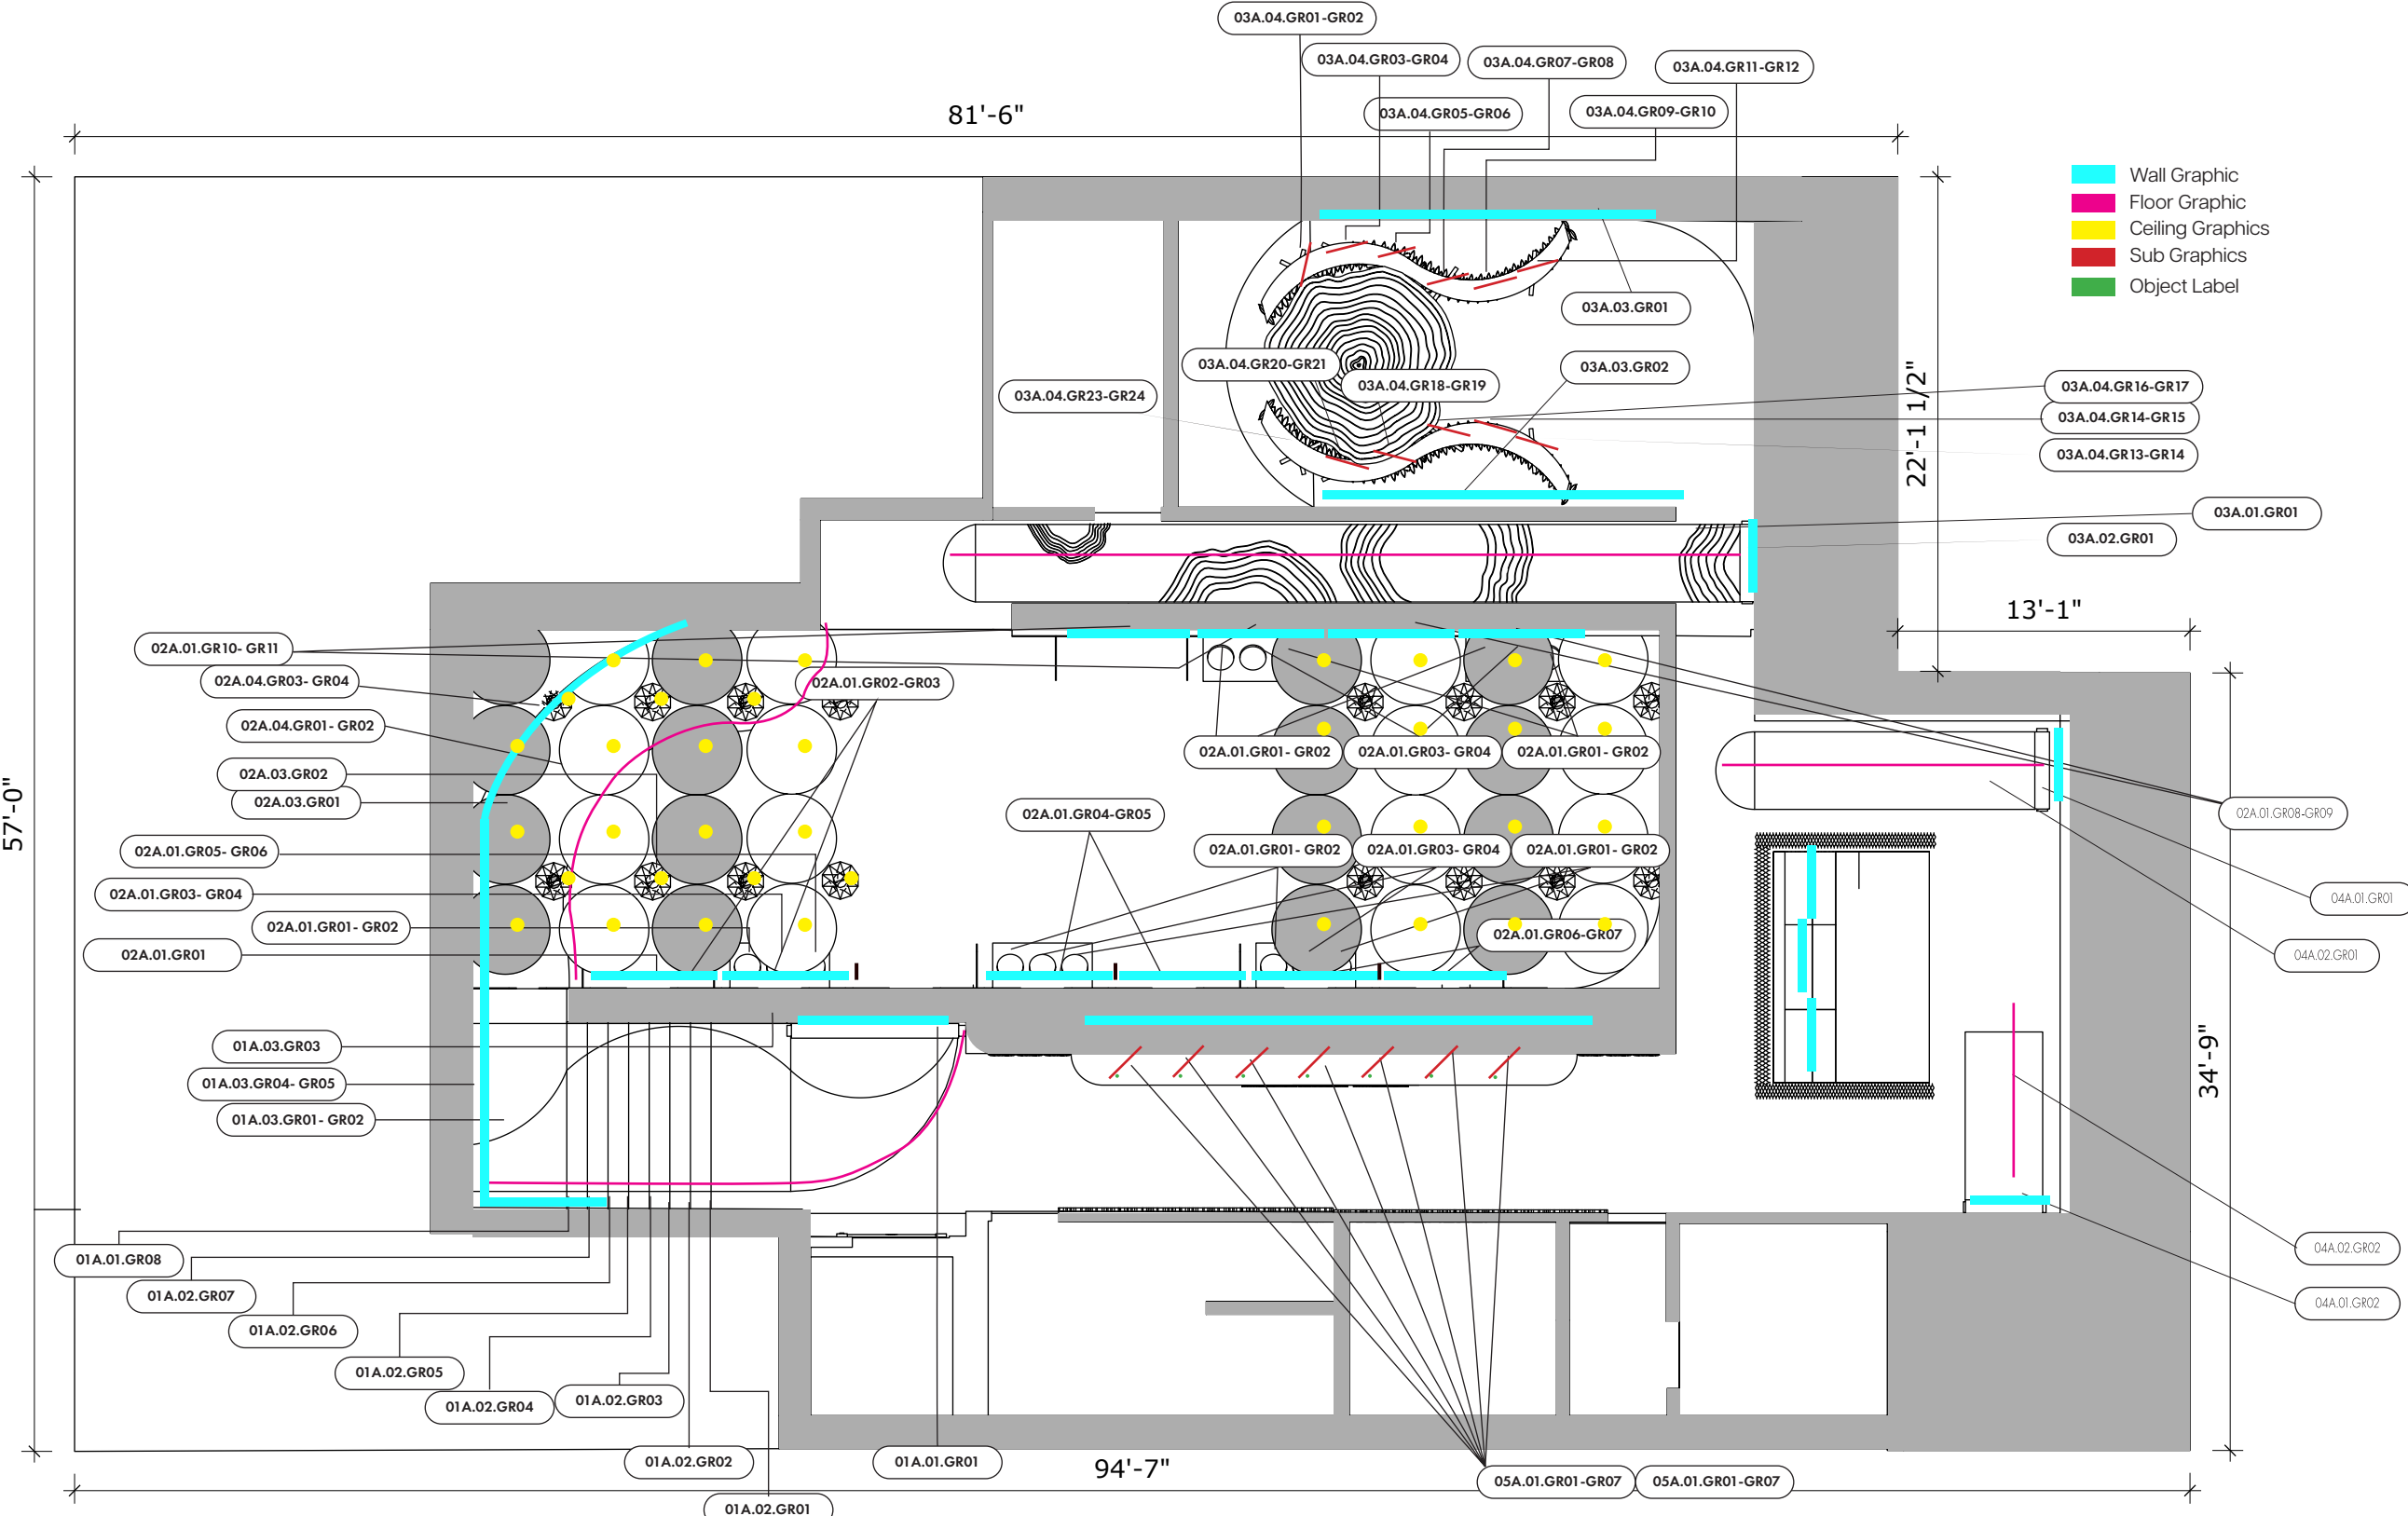 03A.04.GR01-GR02
03A.04.GR03-GR04
03A.04.GR07-GR08
03A.04.GR11-GR12
81'-6"
03A.04.GR05-GR06
03A.04.GR09-GR10
Wall Graphic
Floor Graphic
Ceiling Graphics
Sub Graphics
Object Label
03A.03.GR01
03A.04.GR20-GR21
03A.04.GR18-GR19
03A.03.GR02
03A.04.GR23-GR24
22'-1 1/2"
03A.04.GR16-GR17
03A.04.GR14-GR15
03A.04.GR13-GR14
03A.01.GR01
03A.02.GR01
13'-1"
02A.01.GR10- GR11
02A.04.GR03- GR04
02A.01.GR02-GR03
02A.04.GR01- GR02
02A.01.GR01- GR02
02A.01.GR03- GR04
02A.01.GR01- GR02
02A.03.GR02
02A.03.GR01
57'-0"
02A.01.GR04-GR05
02A.01.GR08-GR09
02A.01.GR05- GR06
02A.01.GR01- GR02
02A.01.GR03- GR04
02A.01.GR01- GR02
02A.01.GR03- GR04
04A.01.GR01
02A.01.GR01- GR02
02A.01.GR06-GR07
02A.01.GR01
04A.02.GR01
01A.03.GR03
34'-9"
01A.03.GR04- GR05
01A.03.GR01- GR02
01A.01.GR08
04A.02.GR02
01A.02.GR07
04A.01.GR02
01A.02.GR06
01A.02.GR05
01A.02.GR04
01A.02.GR03
01A.02.GR02
01A.01.GR01
94'-7"
05A.01.GR01-GR07
05A.01.GR01-GR07
01A.02.GR01